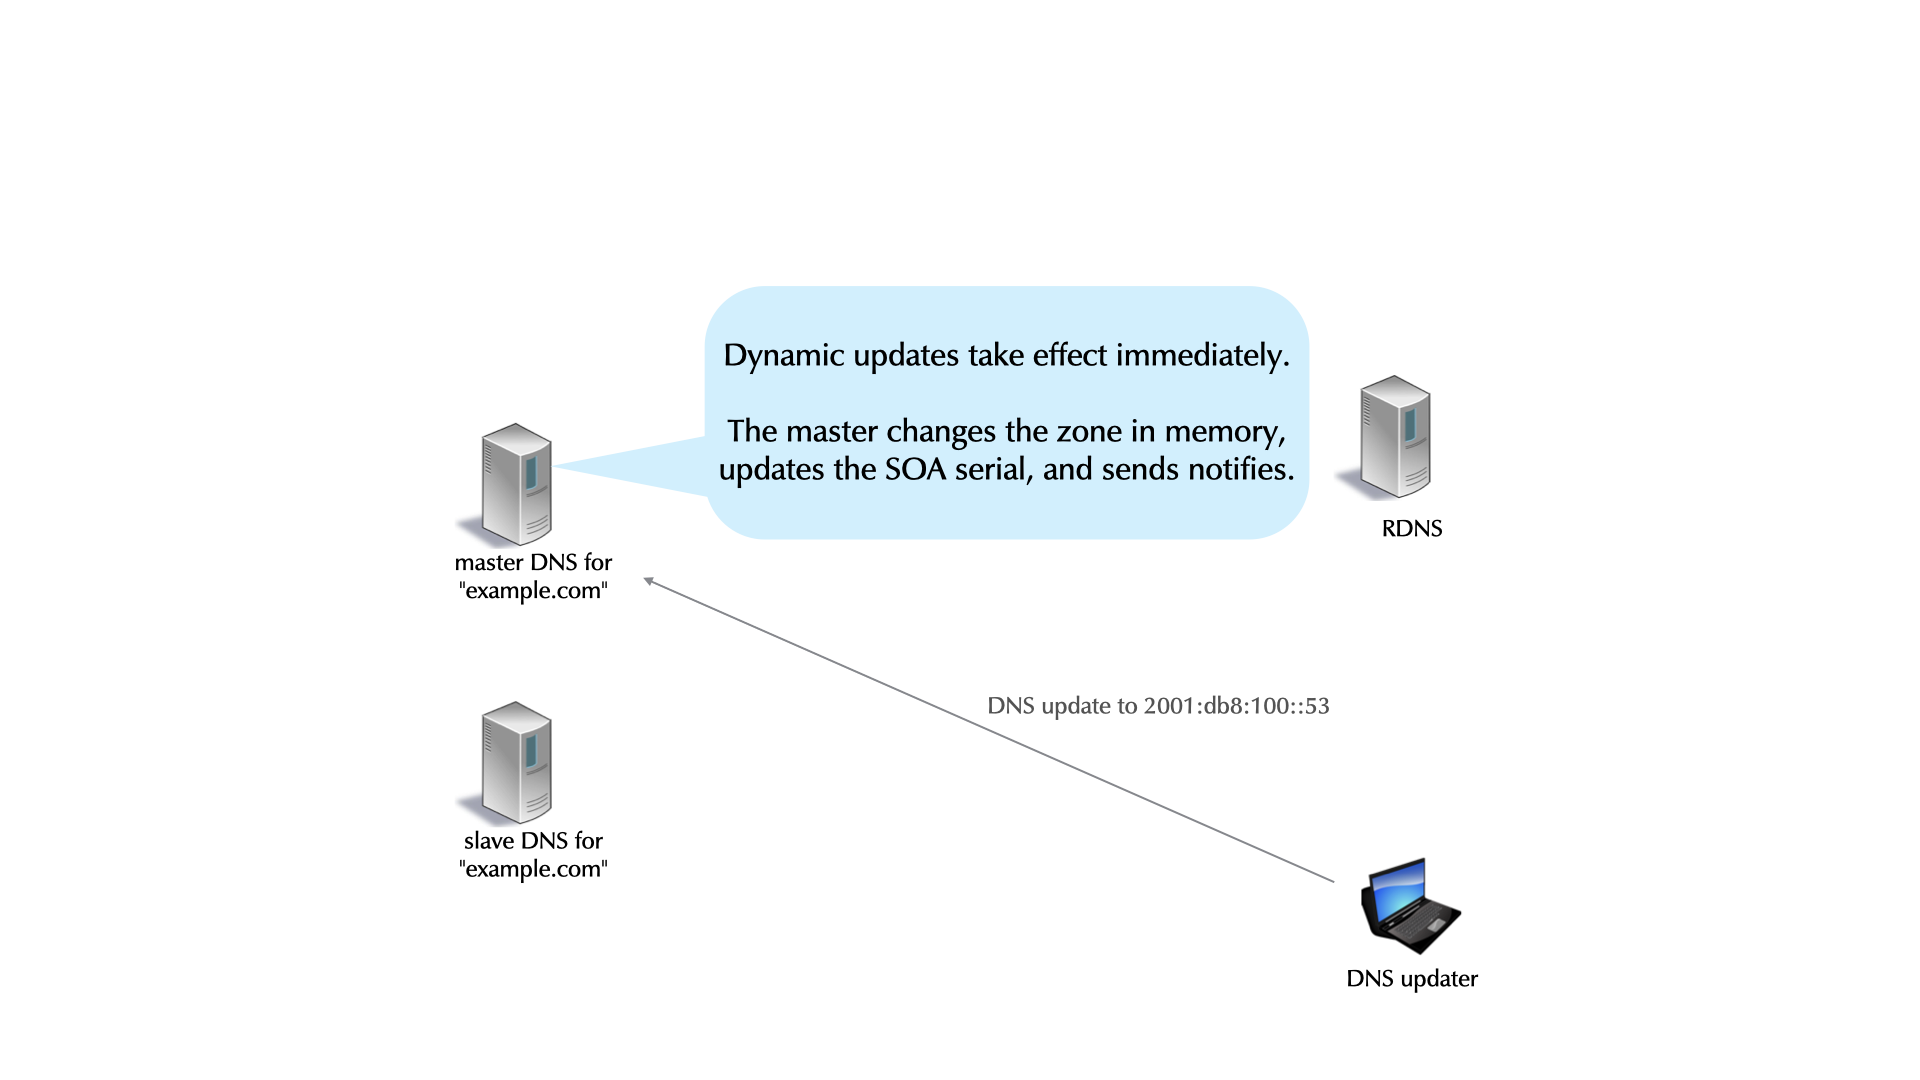 Dynamic updates take effect immediately.
The master changes the zone in memory,
updates the SOA serial, and sends notifies.
RDNS
master DNS for
"example.com"
DNS update to 2001:db8:100::53
slave DNS for
"example.com"
DNS updater